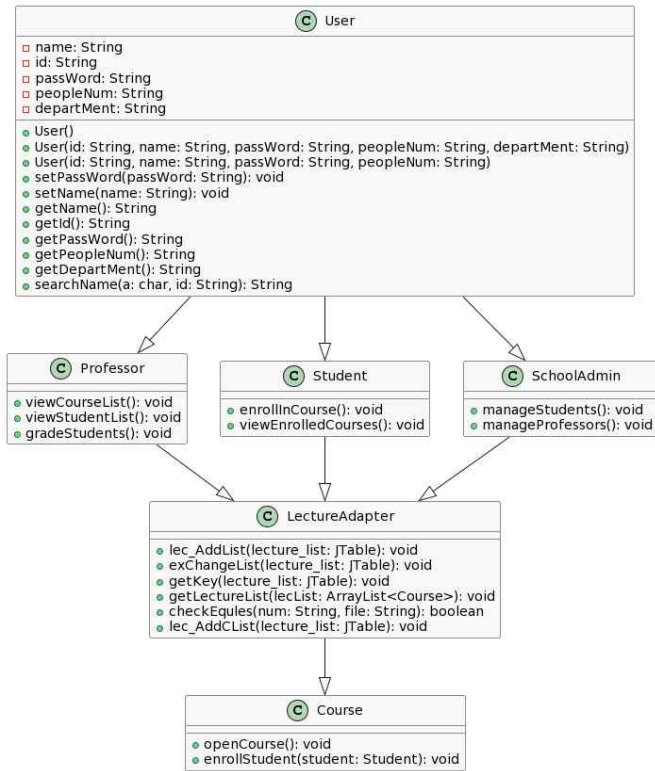 C User
name: String
id: String
passWord: String
peopleNum: String
departMent: String
User()
User(id: String, name: String, passWord: String, peopleNum: String, departMent: String)
User(id: String, name: String, passWord: String, peopleNum: String)
setPassWord(passWord: String): void
setName(name: String): void
getName(): String
getId(): String
getPassWord(): String
getPeopleNum(): String
getDepartMent(): String
searchName(a: char, id: String): String
C Professor
viewCourseList(): void
viewStudentList(): void
gradeStudents(): void
C Student
enrollInCourse(): void
viewEnrolledCourses(): void
C SchoolAdmin
manageStudents(): void
manageProfessors(): void
C LectureAdapter
lec_AddList(lecture_list: JTable): void
exChangeList(lecture_list: JTable): void
getKey(lecture_list: JTable): void
getLectureList(lecList: ArrayList<Course>): void
checkEqules(num: String, file: String): boolean
lec_AddCList(lecture_list: JTable): void
C Course
openCourse(): void
enrollStudent(student: Student): void